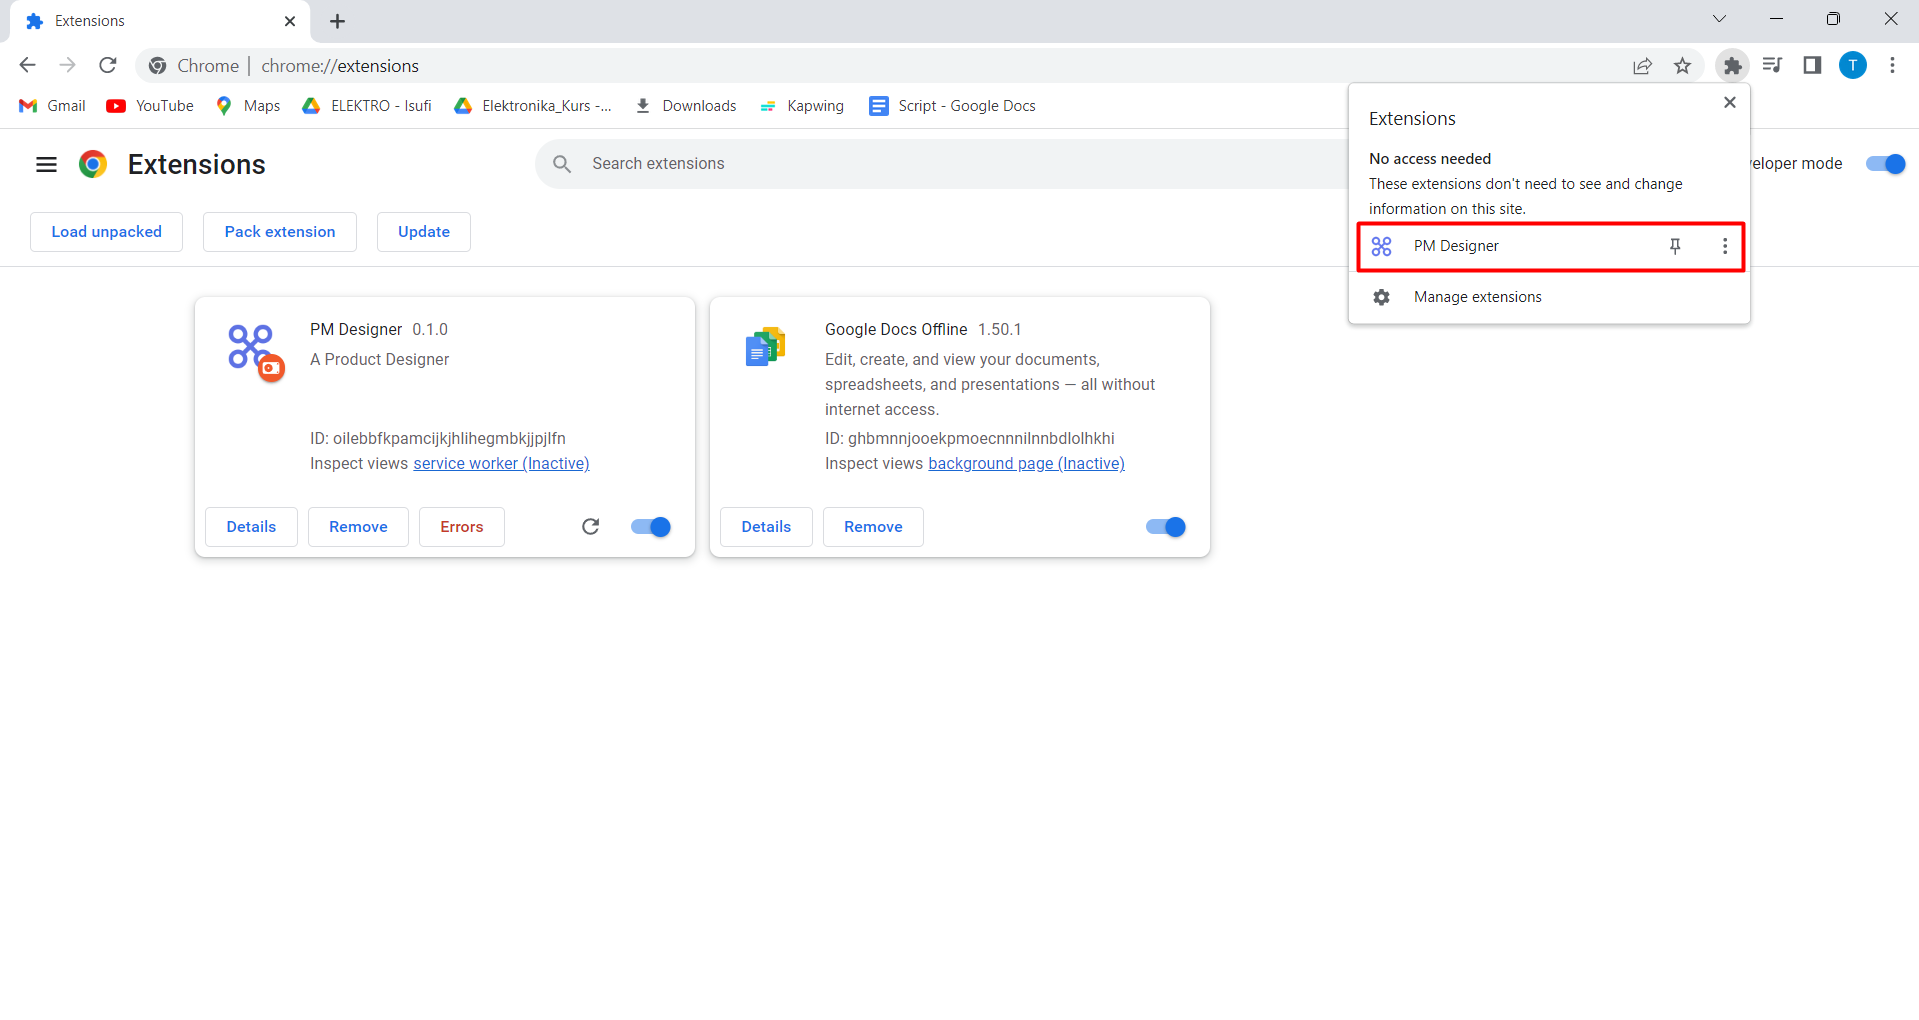 Extensions
Chrome
chrome://extensions
T
Gmail
YouTube
Maps
ELEKTRO - Isufi
Elektronika_Kurs -...
Downloads
Kapwing
Script - Google Docs
Extensions
Search extensions
veloper mode
Load unpacked
Pack extension
Update
Extensions
No access needed
These extensions don't need to see and change
information on this site.
PM Designer
Manage extensions
PM Designer 0.1.0
A Product Designer
ID: oilebbfkpamcijkjhlihegmbkjjpjlfn
Inspect views service worker (Inactive)
Details
Remove
Errors
Google Docs Offline 1.50.1
Edit, create, and view your documents,
spreadsheets, and presentations — all without
internet access.
ID: ghbmnnjooekpmoecnnnilnnbdlolhkhi
Inspect views background page (Inactive)
Details
Remove